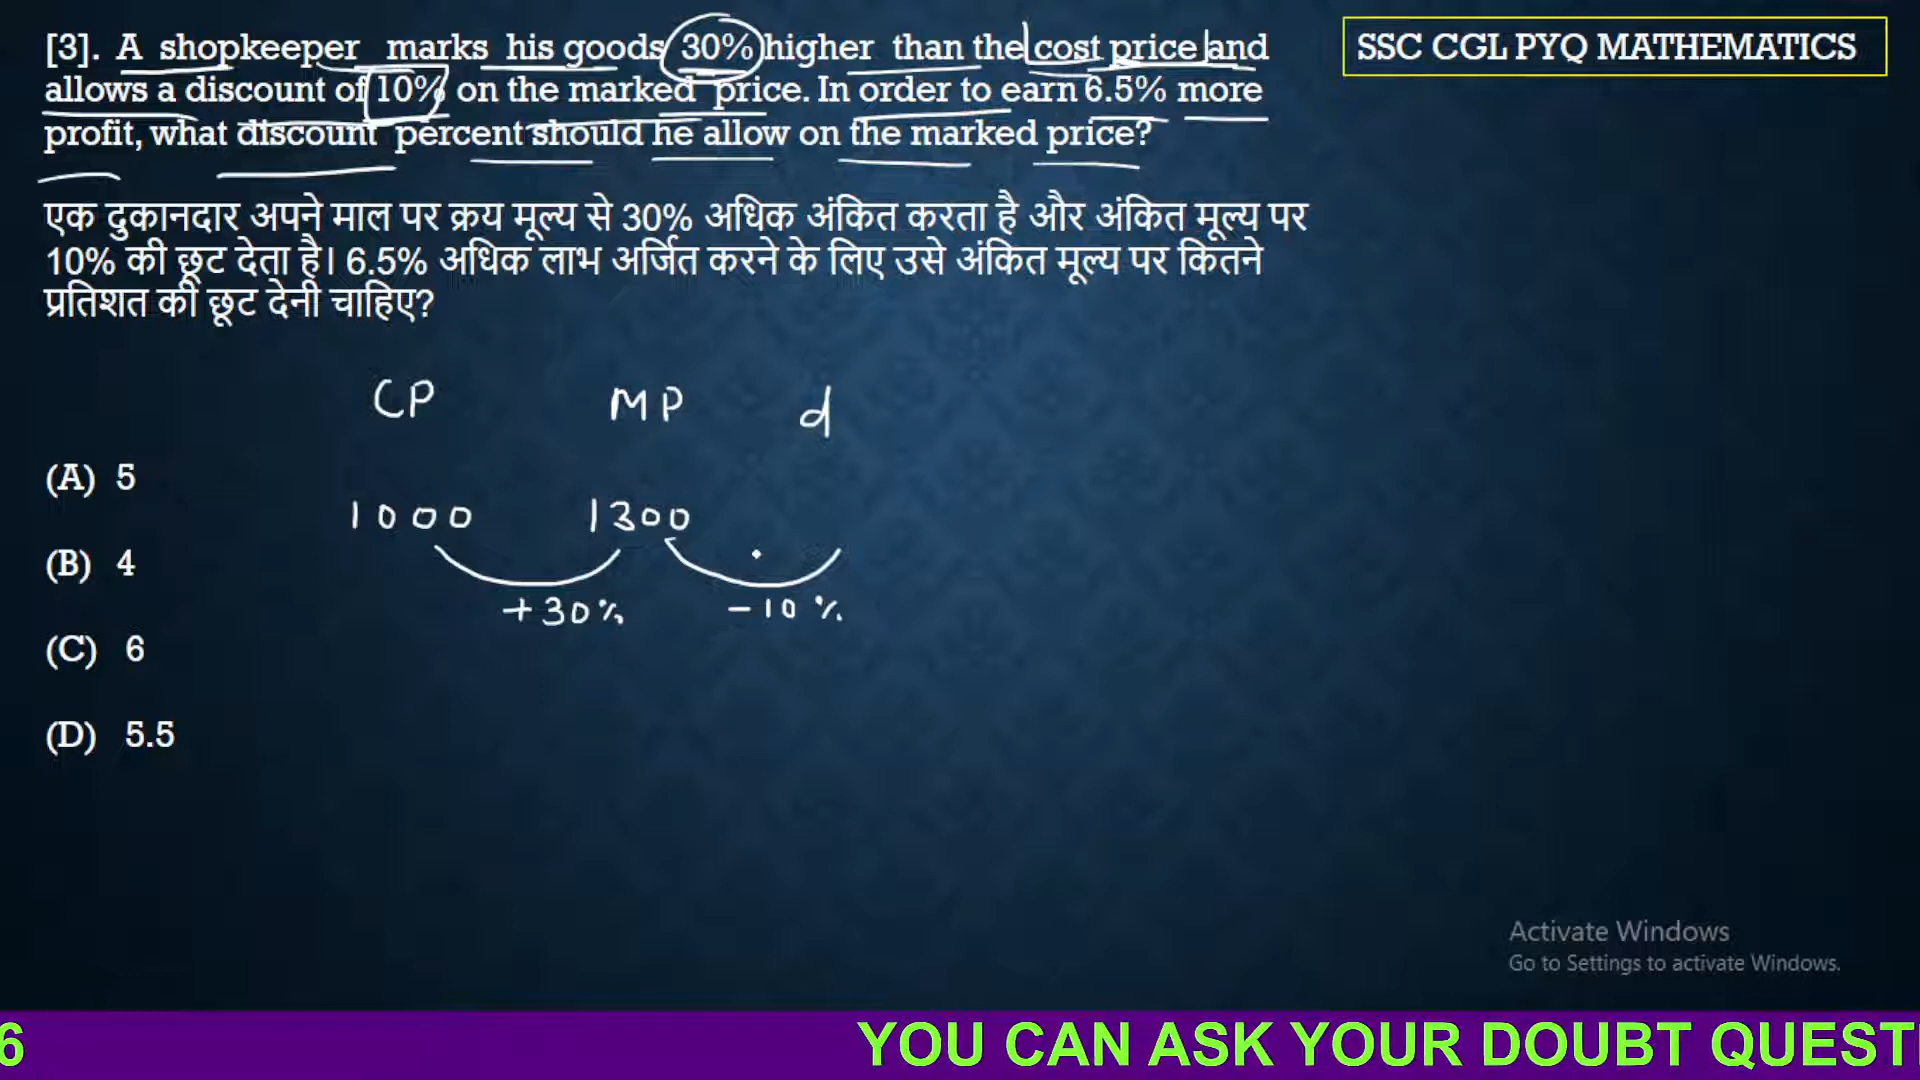 [3]. A shopkeeper marks his goods 30% higher than the cost price and
allows a discount of 10% on the marked price. In order to earn 6.5% more
profit, what discount percent should he allow on the marked price?
SSC CGL PYQ MATHEMATICS
एक दुकानदार अपने माल पर क्रय मूल्य से 30% अधिक अंकित करता है और अंकित मूल्य पर
10% की छूट देता है। 6.5% अधिक लाभ अर्जित करने के लिए उसे अंकित मूल्य पर कितने
प्रतिशत की छूट देनी चाहिए?
CP MP d
(A) 5
1000 1300
(B) 4
+30% -10%
(C) 6
(D) 5.5
Activate Windows
Go to Settings to activate Windows.
6 YOU CAN ASK YOUR DOUBT QUEST